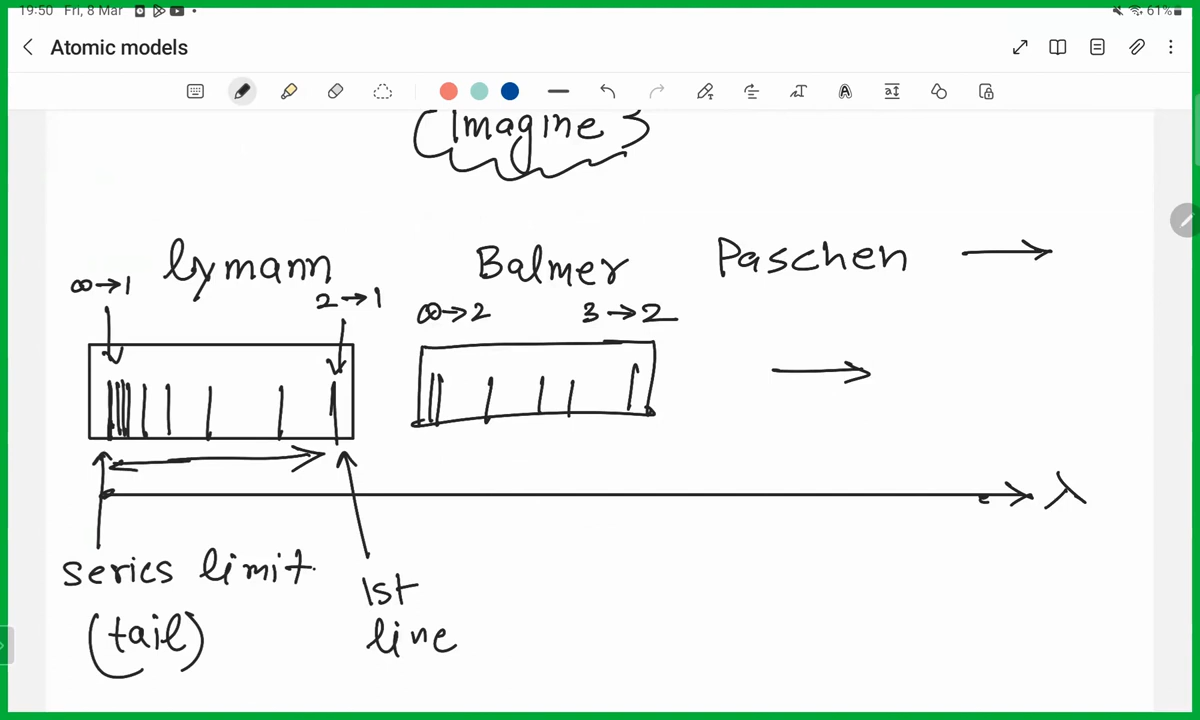 19:50 Fri, 8 Mar
61%
Atomic models
Imagine
lymann Balmer Paschen →
∞→1 2→1 ∞→2 3→2
λ
series limit
(tail)
1st
line